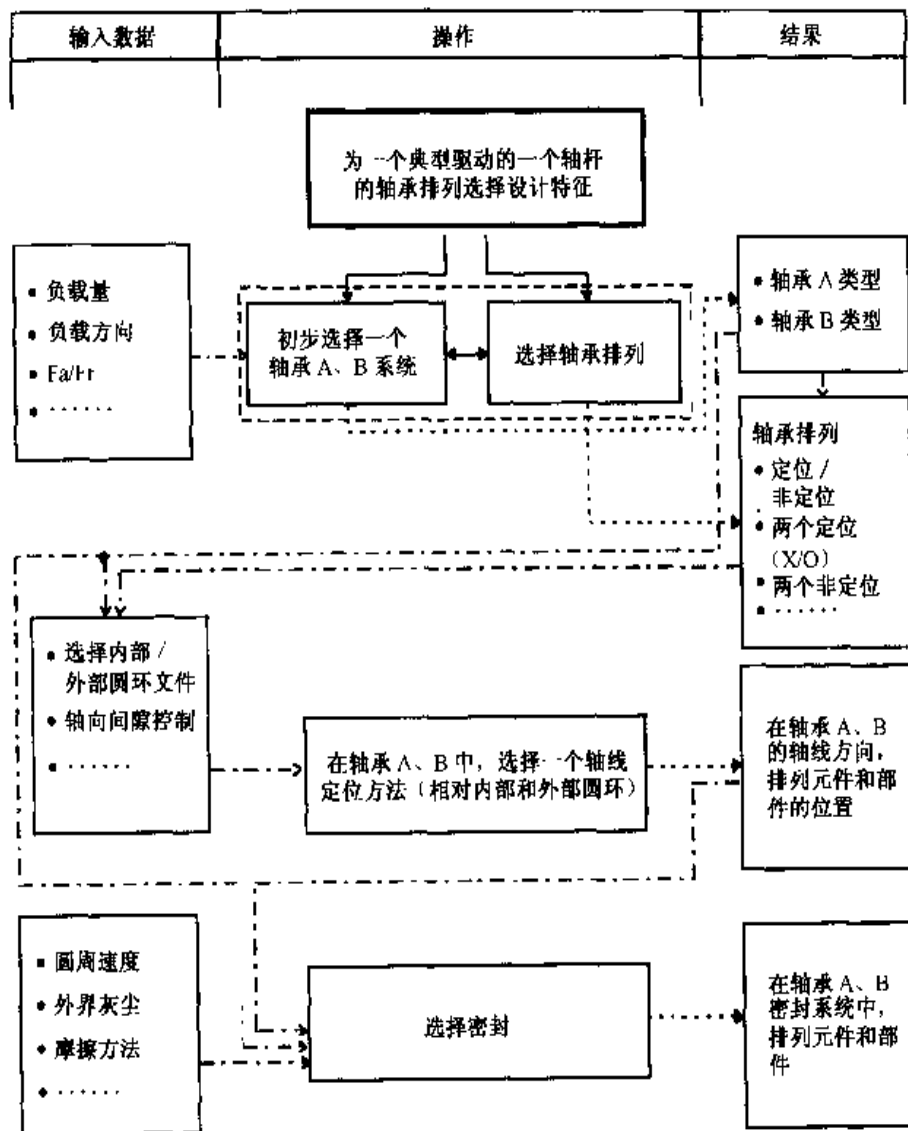 输入数据
操作
结果
为一个典型驱动的一个轴杆
的轴承排列选择设计特征
• 负载量
• 负载方向
• Fa/Fr
• ······
初步选择一个
轴承 A、B 系统
选择轴承排列
• 轴承 A 类型
• 轴承 B 类型
轴承排列
• 定位 /
非定位
• 两个定位
(X/O)
• 两个非定位
• ······
• 选择内部 /
外部圆环文件
• 轴向间隙控制
• ······
在轴承 A、B 中，选择一个轴线
定位方法（相对内部和外部圆环）
在轴承 A、B
的轴线方向，
排列元件和部
件的位置
• 圆周速度
• 外界灰尘
• 摩擦方法
• ······
选择密封
在轴承 A、B
密封系统中，
排列元件和部
件